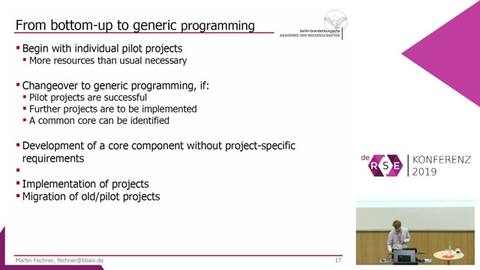 From bottom-up to generic programming
berlin-brandenburgische
AKADEMIE DER WISSENSCHAFTEN
Begin with individual pilot projects
More resources than usual necessary
Changeover to generic programming, if:
Pilot projects are successful
Further projects are to be implemented
A common core can be identified
Development of a core component without project-specific
requirements
Implementation of projects
Migration of old/pilot projects
Martin Fechner, fechner@bbaw.de
17
de
RSE
KONFERENZ
2019